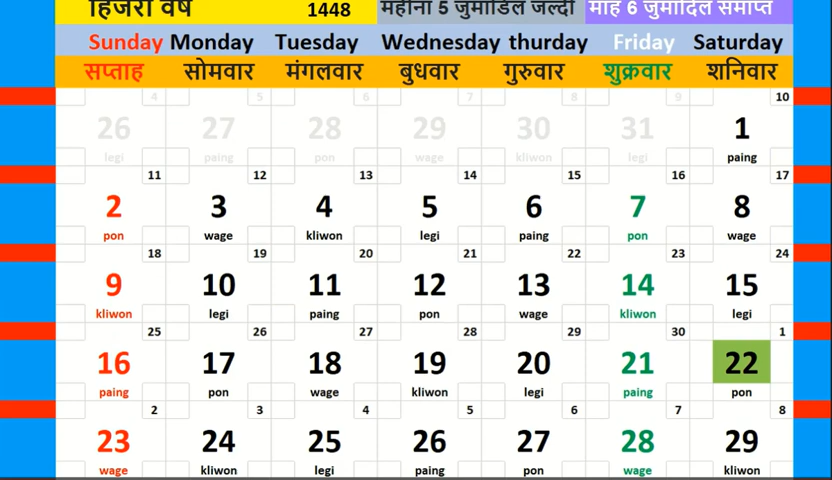 हिजरी वर्ष 1448 महीना 5 जुमाडिल जल्दी माह 6 जुमादिल समाप्त
Sunday Monday Tuesday Wednesday thurday Friday Saturday
सप्ताह सोमवार मंगलवार बुधवार गुरुवार शुक्रवार शनिवार
4 5 6 7 8 9 10
26 27 28 29 30 31 1
legi paing pon wage kliwon legi paing
11 12 13 14 15 16 17
2 3 4 5 6 7 8
pon wage kliwon legi paing pon wage
18 19 20 21 22 23 24
9 10 11 12 13 14 15
kliwon legi paing pon wage kliwon legi
25 26 27 28 29 30 1
16 17 18 19 20 21 22
paing pon wage kliwon legi paing pon
2 3 4 5 6 7 8
23 24 25 26 27 28 29
wage kliwon legi paing pon wage kliwon